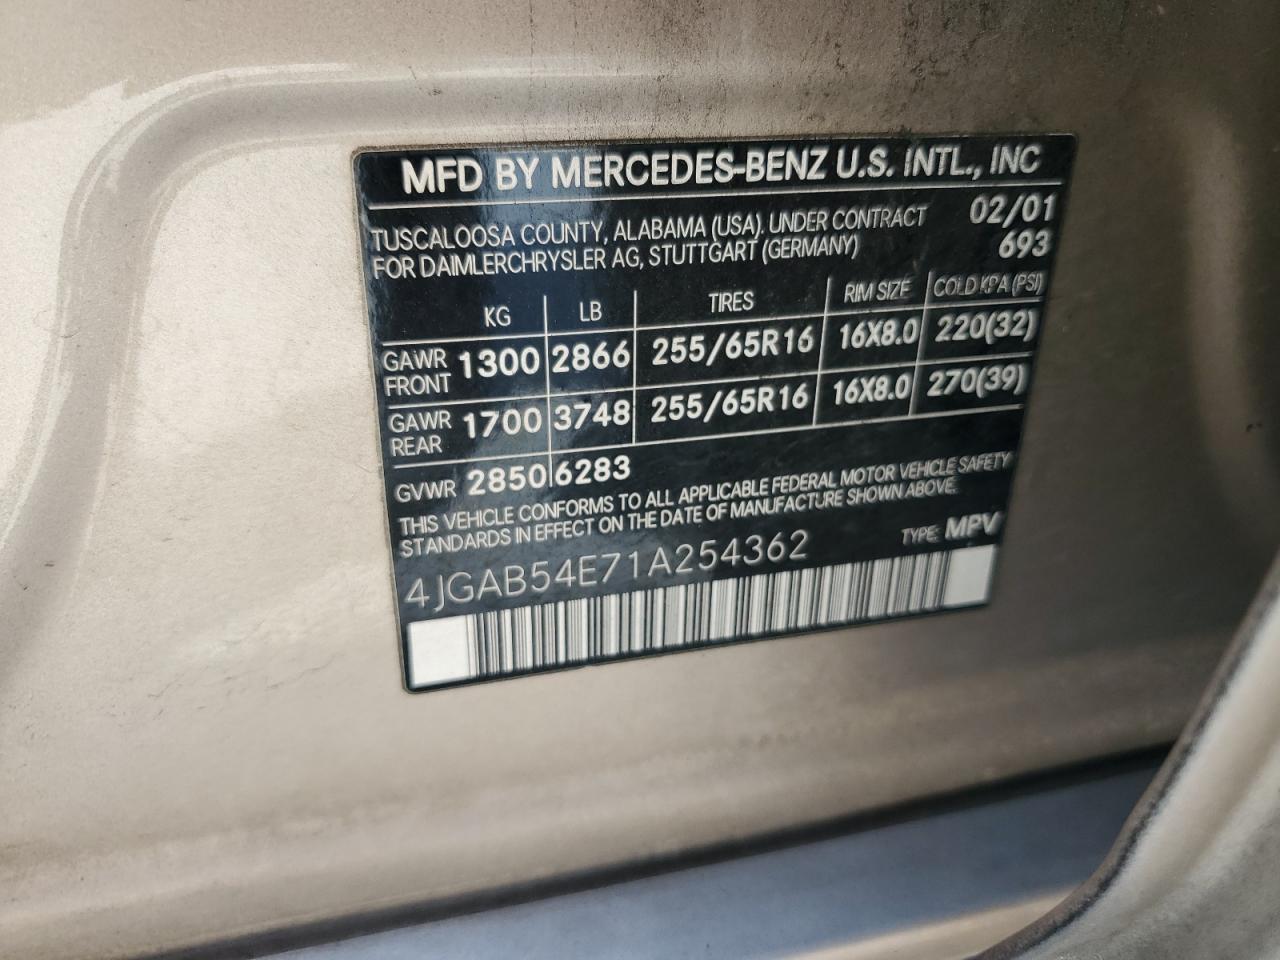 MFD BY MERCEDES-BENZ U.S. INTL., INC
TUSCALOOSA COUNTY, ALABAMA (USA). UNDER CONTRACT 02/01
FOR DAIMLERCHRYSLER AG, STUTTGART (GERMANY) 693
KG LB TIRES RIM SIZE COLD KPA (PSI)
GAWR FRONT 1300 2866 255/65R16 16X8.0 220(32)
GAWR REAR 1700 3748 255/65R16 16X8.0 270(39)
GVWR 2850 6283
THIS VEHICLE CONFORMS TO ALL APPLICABLE FEDERAL MOTOR VEHICLE SAFETY
STANDARDS IN EFFECT ON THE DATE OF MANUFACTURE SHOWN ABOVE.
4JGAB54E71A254362 TYPE: MPV